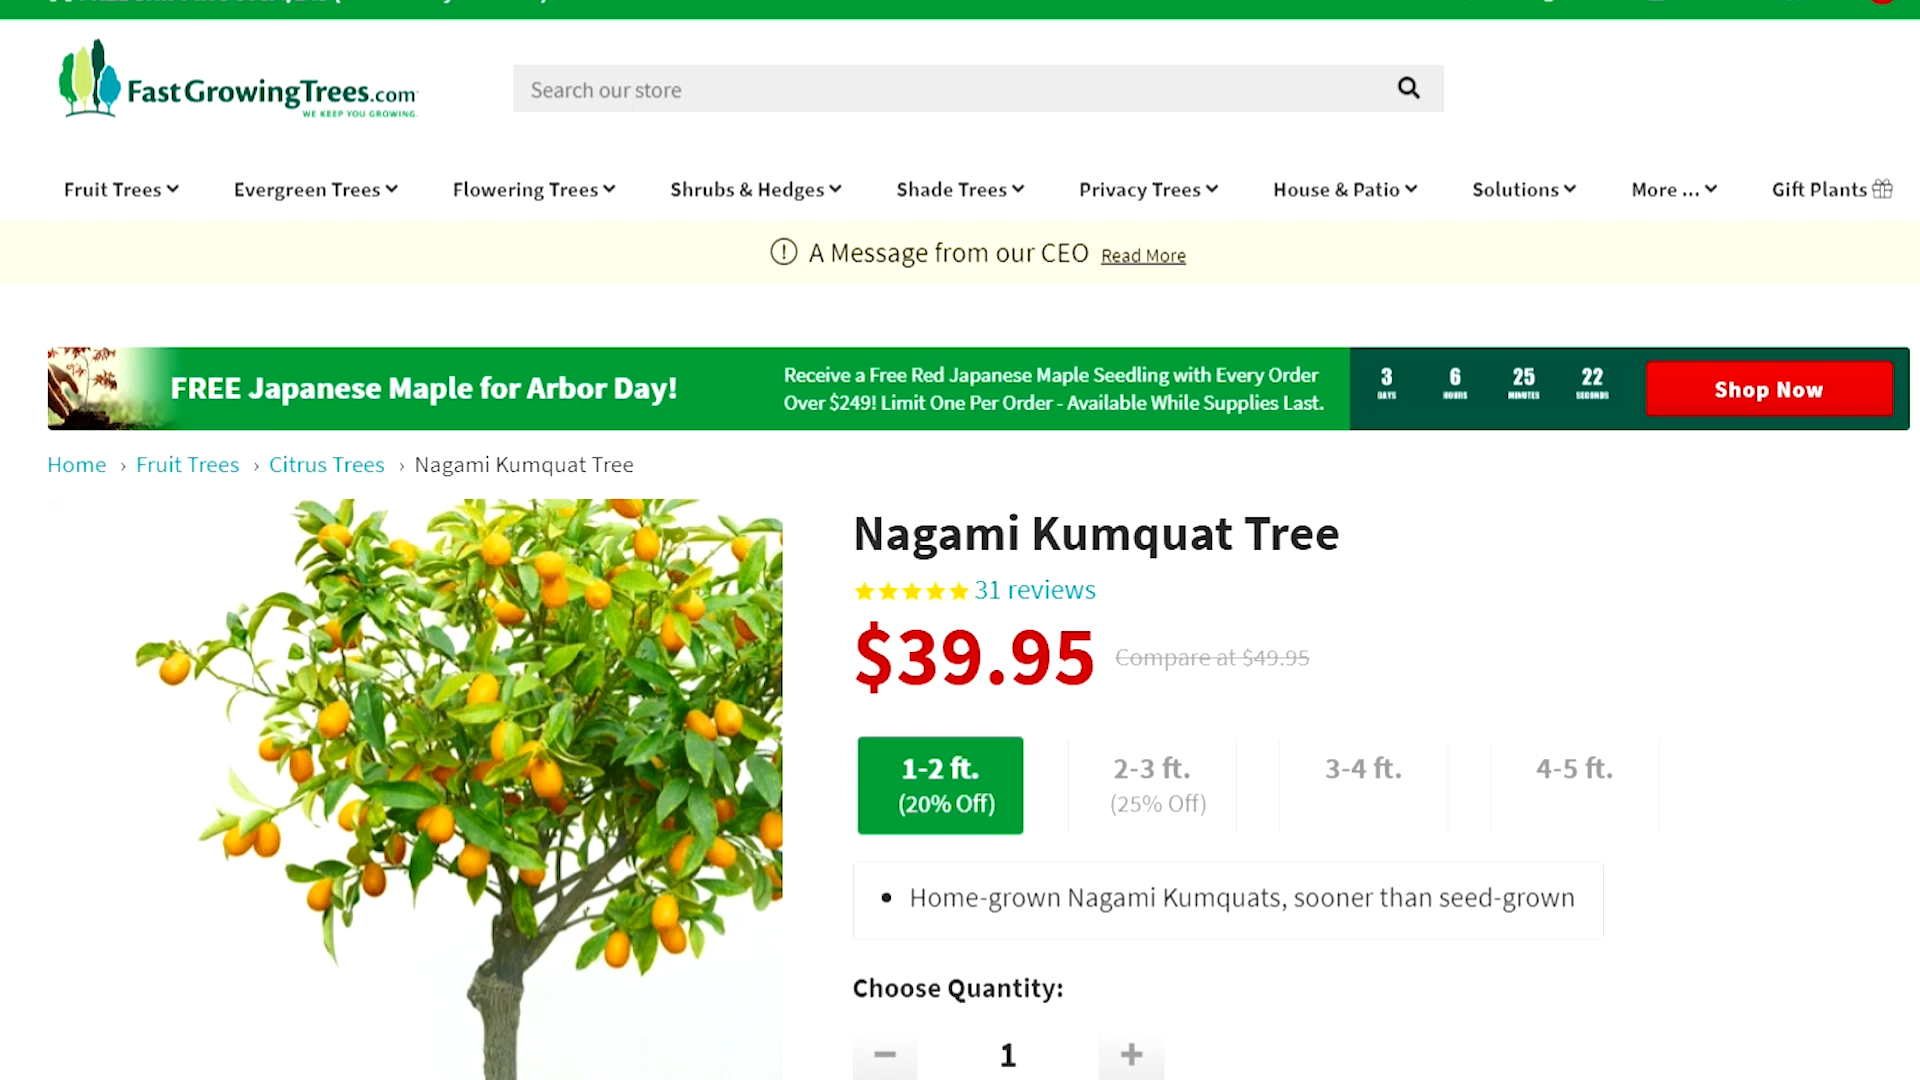 FastGrowingTrees.com
WE KEEP YOU GROWING.
Search our store
Fruit Trees
Evergreen Trees
Flowering Trees
Shrubs & Hedges
Shade Trees
Privacy Trees
House & Patio
Solutions
More ...
Gift Plants
A Message from our CEO Read More
FREE Japanese Maple for Arbor Day!
Receive a Free Red Japanese Maple Seedling with Every Order
Over $249! Limit One Per Order - Available While Supplies Last.
3 6 25 22
DAYS HOURS MINUTES SECONDS
Shop Now
Home › Fruit Trees › Citrus Trees › Nagami Kumquat Tree
Nagami Kumquat Tree
31 reviews
$39.95 Compare at $49.95
1-2 ft.
(20% Off)
2-3 ft.
(25% Off)
3-4 ft.
4-5 ft.
• Home-grown Nagami Kumquats, sooner than seed-grown
Choose Quantity:
− 1 +